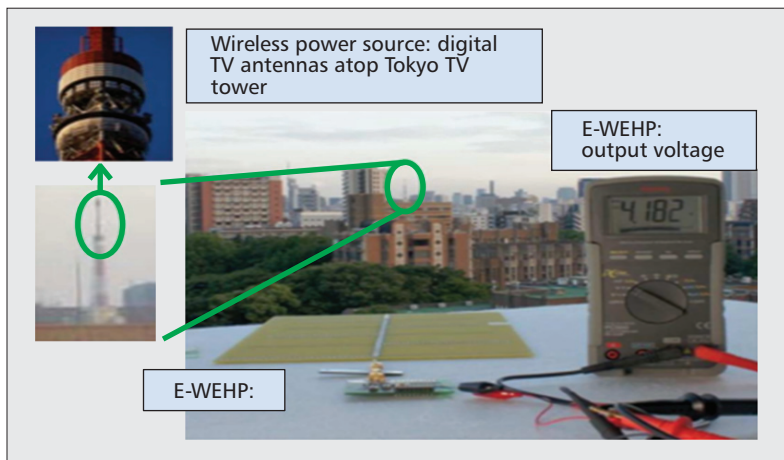 Wireless power source: digital
TV antennas atop Tokyo TV
tower
E-WEHP:
output voltage
4.182
E-WEHP: